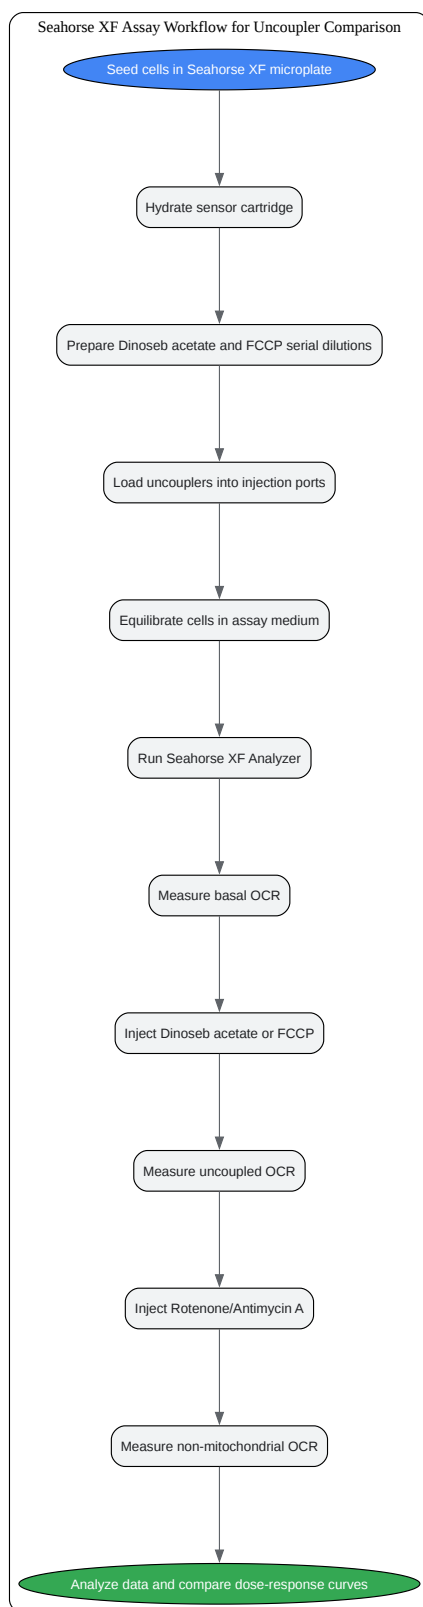 Seahorse XF Assay Workflow for Uncoupler Comparison
Seed cells in Seahorse XF microplate
Hydrate sensor cartridge
Prepare Dinoseb acetate and FCCP serial dilutions
Load uncouplers into injection ports
Equilibrate cells in assay medium
Run Seahorse XF Analyzer
Measure basal OCR
Inject Dinoseb acetate or FCCP
Measure uncoupled OCR
Inject Rotenone/Antimycin A
Measure non-mitochondrial OCR
Analyze data and compare dose-response curves